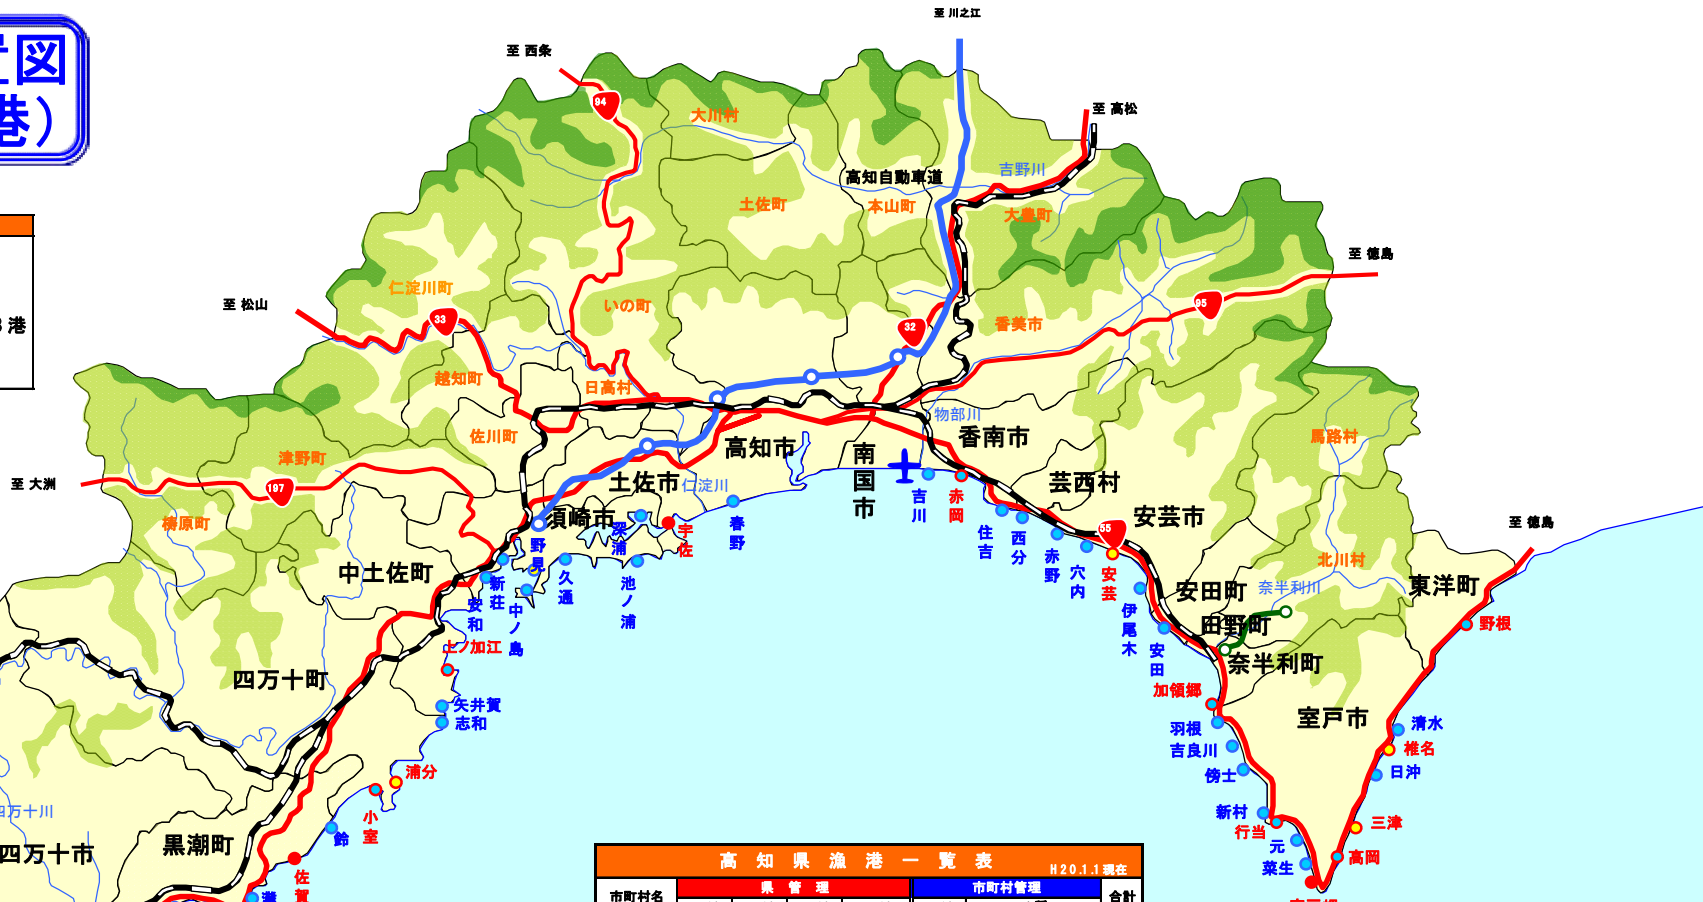 置図
港）
港
至 川之江
至 西条
94
大川村
至 高松
吉野川
高知自動車道
土佐町
本山町
大豊町
至 徳島
仁淀川町
いの町
至 松山
33
32
95
香美市
越知町
日高村
物部川
佐川町
高知市
南国市
香南市
馬路村
津野町
至 大洲
197
土佐市
仁淀川
芸西村
梼原町
須崎市
安芸市
至 徳島
春野
吉川
赤岡
住吉
西分
赤野
穴内
安芸
55
深浦
宇佐
野見
久通
池ノ浦
新荘
安和
中ノ島
中土佐町
上ノ加江
伊尾木
安田
安田町
田野町
奈半利川
奈半利町
北川村
東洋町
野根
四万十町
矢井賀
志和
加領郷
羽根
吉良川
傍士
室戸市
清水
椎名
日沖
浦分
小室
鈴
新村
行当
元
菜生
三津
高岡
四万十川
四万十市
黒潮町
佐賀
高知県漁港一覧表
H20.1.1現在
市町村名
県管理
市町村管理
合計